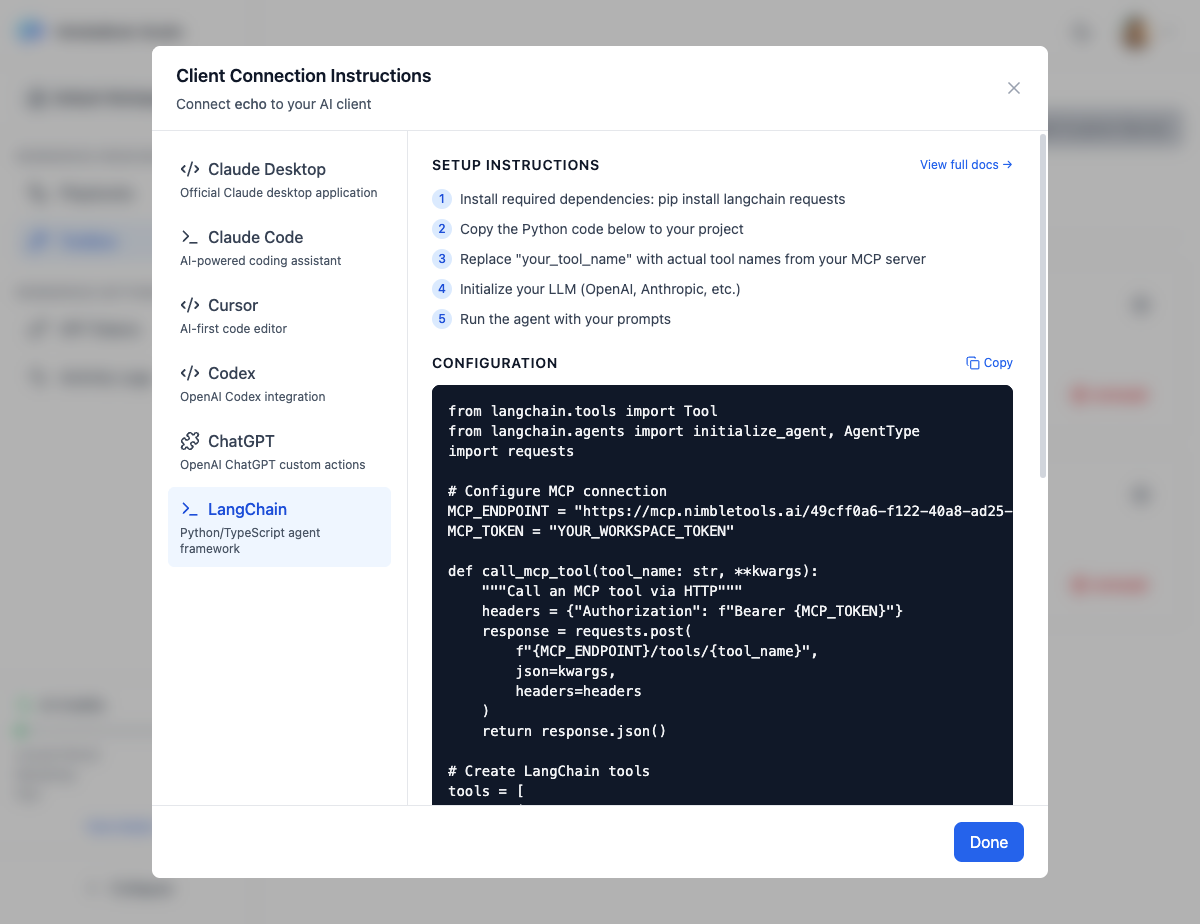 Client Connection Instructions
Connect echo to your AI client
Claude Desktop
Official Claude desktop application
Claude Code
AI-powered coding assistant
Cursor
AI-first code editor
Codex
OpenAI Codex integration
ChatGPT
OpenAI ChatGPT custom actions
LangChain
Python/TypeScript agent
framework
SETUP INSTRUCTIONS
View full docs →
1 Install required dependencies: pip install langchain requests
2 Copy the Python code below to your project
3 Replace "your_tool_name" with actual tool names from your MCP server
4 Initialize your LLM (OpenAI, Anthropic, etc.)
5 Run the agent with your prompts
CONFIGURATION
Copy
from langchain.tools import Tool
from langchain.agents import initialize_agent, AgentType
import requests
# Configure MCP connection
MCP_ENDPOINT = "https://mcp.nimbletools.ai/49cff0a6-f122-40a8-ad25-
MCP_TOKEN = "YOUR_WORKSPACE_TOKEN"
def call_mcp_tool(tool_name: str, **kwargs):
    """Call an MCP tool via HTTP"""
    headers = {"Authorization": f"Bearer {MCP_TOKEN}"}
    response = requests.post(
        f"{MCP_ENDPOINT}/tools/{tool_name}",
        json=kwargs,
        headers=headers
    )
    return response.json()
# Create LangChain tools
tools = [
Done